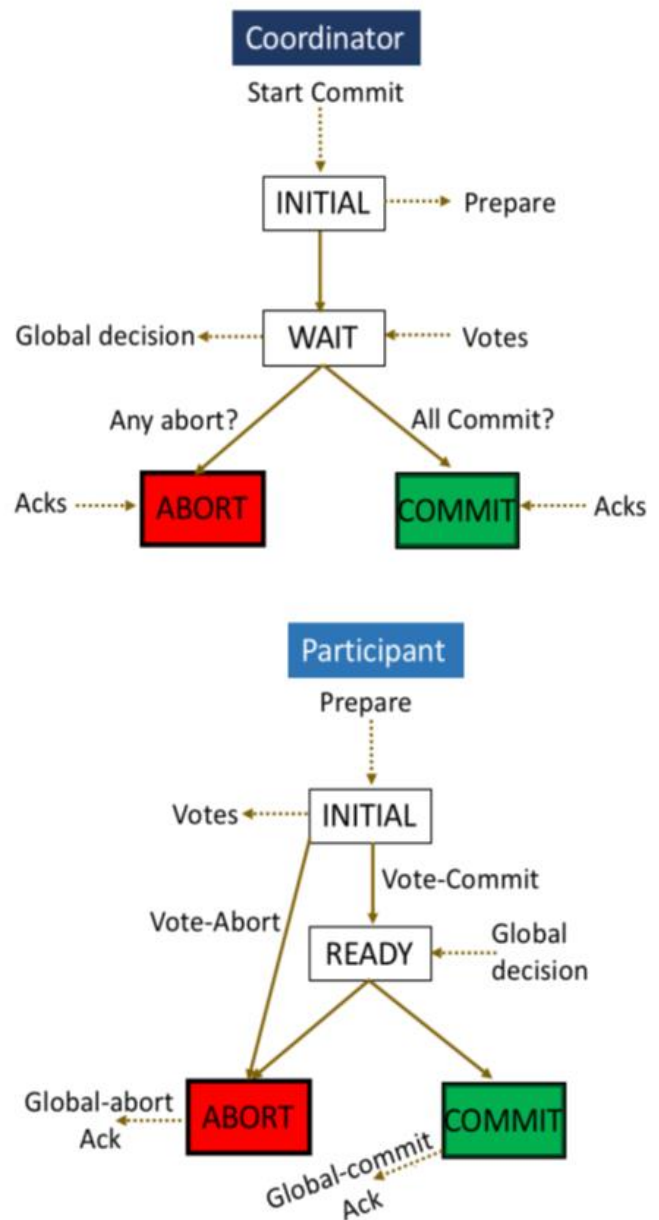 Coordinator
Start Commit
INITIAL
Prepare
Global decision
WAIT
Votes
Any abort?
All Commit?
Acks
ABORT
COMMIT
Acks
Participant
Prepare
Votes
INITIAL
Vote-Commit
Vote-Abort
READY
Global
decision
Global-abort
Ack
ABORT
COMMIT
Global-commit
Ack